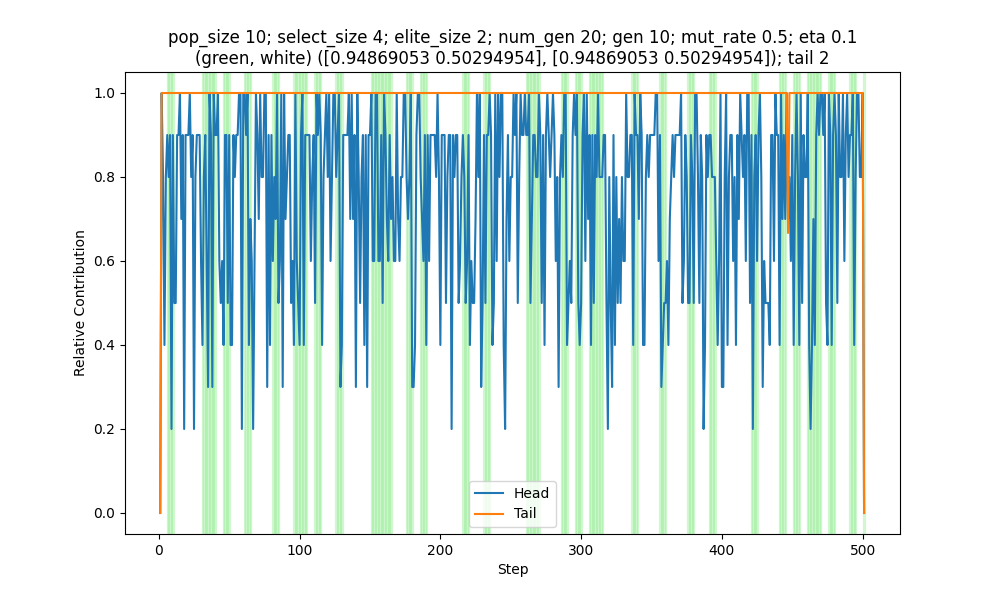 pop_size 10; select_size 4; elite_size 2; num_gen 20; gen 10; mut_rate 0.5; eta 0.1
(green, white) ([0.94869053 0.50294954], [0.94869053 0.50294954]); tail 2
1.0
0.8
0.6
0.4
0.2
0.0
Relative Contribution
Head
Tail
0
100
200
300
400
500
Step